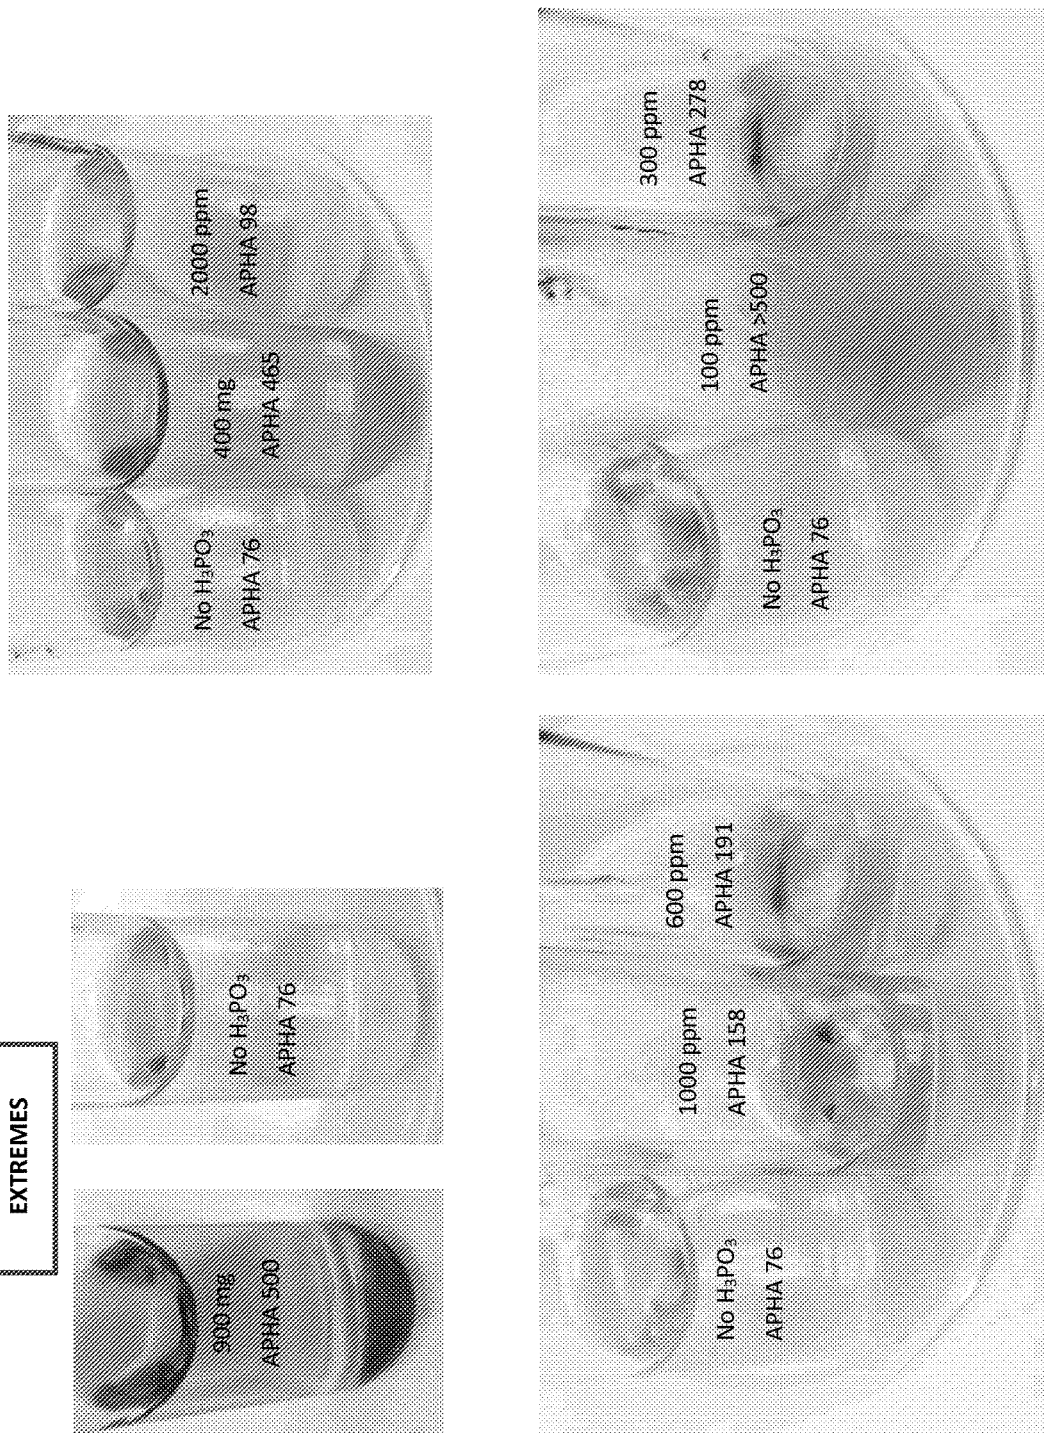 EXTREMES
900 mg
APHA 500
No H₃PO₃
APHA 76
No H₃PO₃
APHA 76
400 mg
APHA 465
2000 ppm
APHA 98
No H₃PO₃
APHA 76
1000 ppm
APHA 158
600 ppm
APHA 191
No H₃PO₃
APHA 76
100 ppm
APHA >500
300 ppm
APHA 278